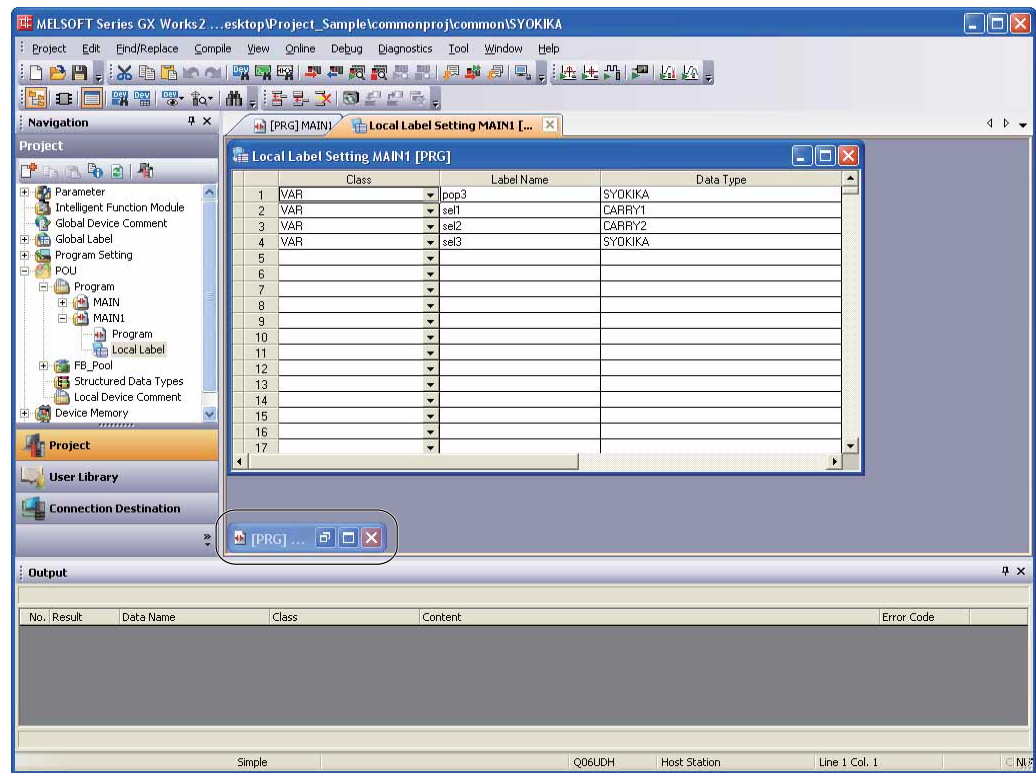 MELSOFT Series GX Works2 ...esktop\Project_Sample\commonproj\common\SYOKIKA
Project Edit Find/Replace Compile View Online Debug Diagnostics Tool Window Help
Navigation
[PRG] MAIN1
Local Label Setting MAIN1 [...
Project
Local Label Setting MAIN1 [PRG]
Class Label Name Data Type
1 VAR pop3 SYOKIKA
2 VAR sel1 CARRY1
3 VAR sel2 CARRY2
4 VAR sel3 SYOKIKA
5
6
7
8
9
10
11
12
13
14
15
16
17
Parameter
Intelligent Function Module
Global Device Comment
Global Label
Program Setting
POU
Program
MAIN
MAIN1
Program
Local Label
FB_Pool
Structured Data Types
Local Device Comment
Device Memory
Project
User Library
Connection Destination
[PRG] ...
Output
No. Result Data Name Class Content Error Code
Simple Q06UDH Host Station Line 1 Col. 1